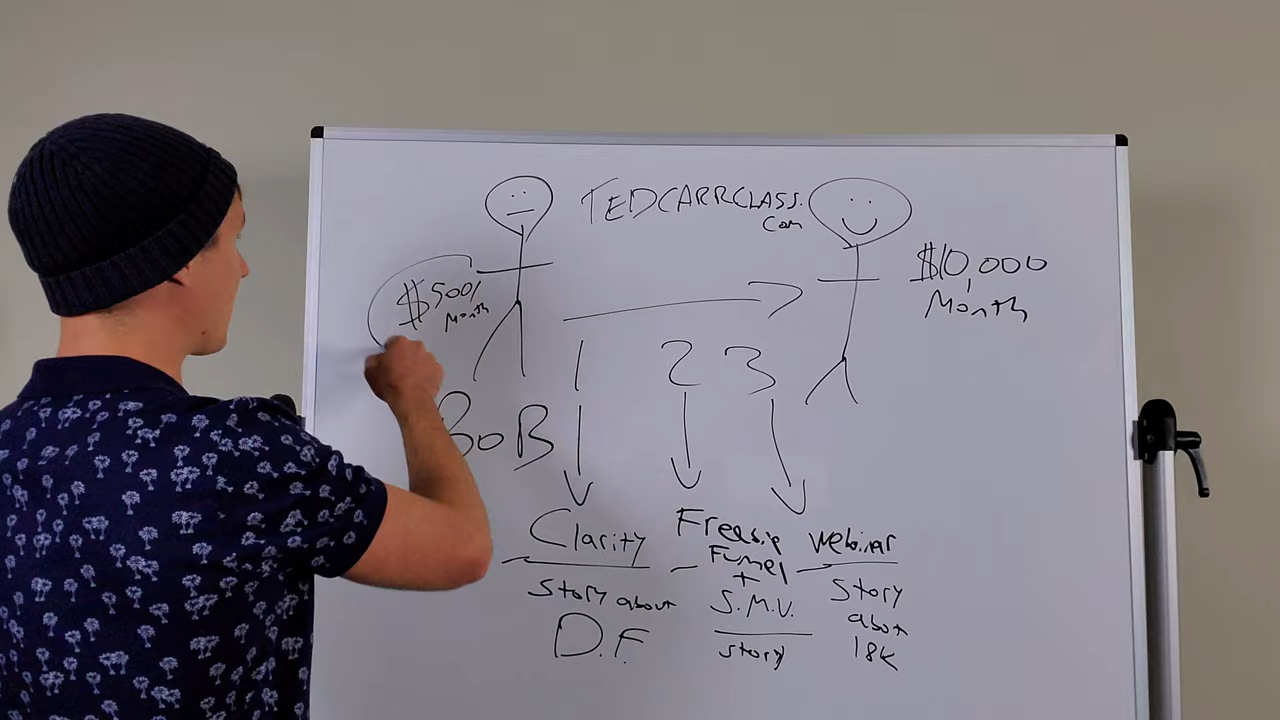 TEDCARRCLASS.
com
$500/
Month
$10,000
Month
1 2 3
BoB
Clarity
story about
D.F
Freeship
Funnel
+
S.M.V.
story
webinar
story
about
18K